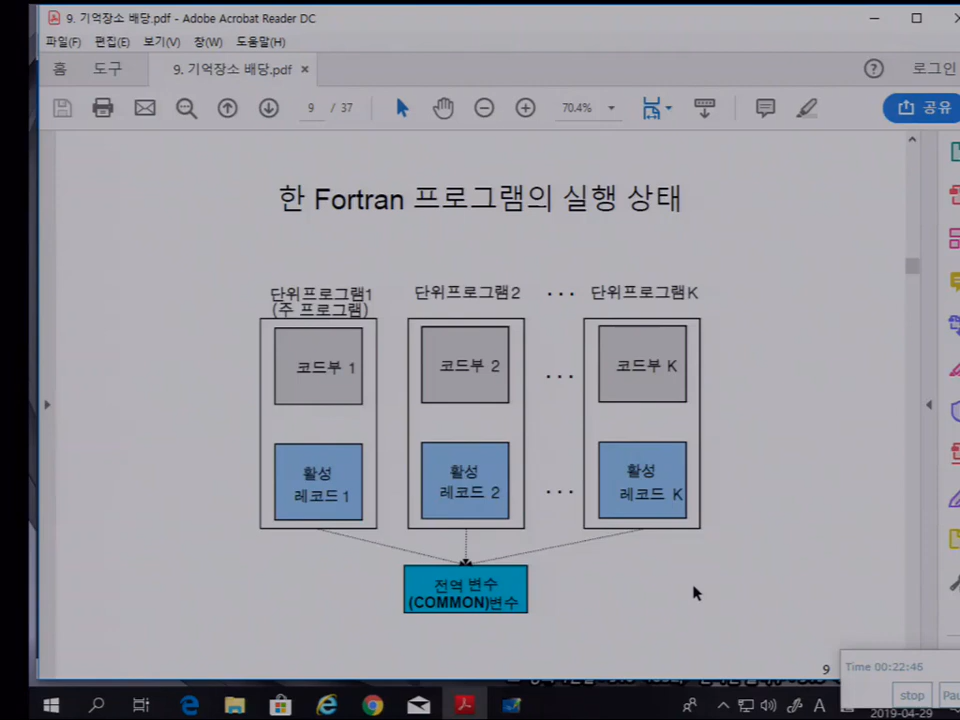 9. 기억장소 배당.pdf - Adobe Acrobat Reader DC
파일(F) 편집(E) 보기(V) 창(W) 도움말(H)
홈 도구 9. 기억장소 배당.pdf × 로그인
9 / 37 70.4% 공유
한 Fortran 프로그램의 실행 상태
단위프로그램1 단위프로그램2 ··· 단위프로그램K
(주 프로그램)
코드부 1 코드부 2 ··· 코드부 K
활성 활성 활성
레코드 1 레코드 2 ··· 레코드 K
전역 변수
(COMMON)변수
9
Time 00:22:45
stop
A
2019-04-29